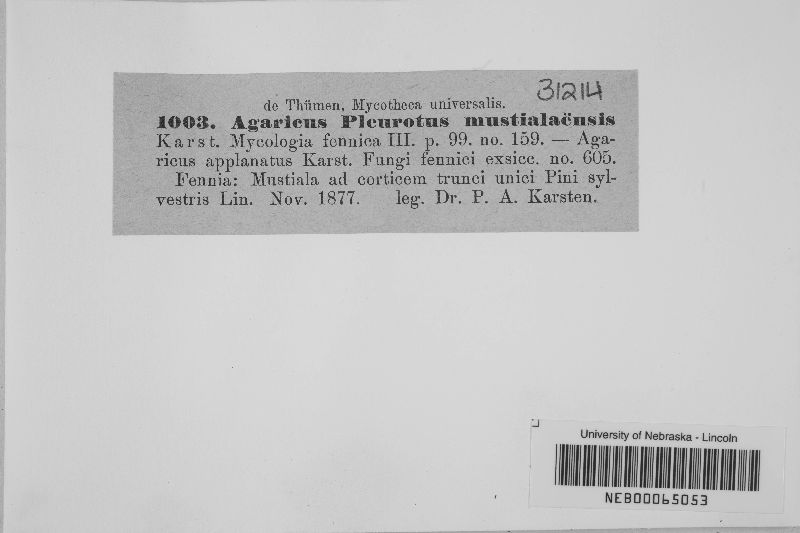 31214
de Thümen, Mycotheca universalis.
1003. Agaricus Pleurotus mustialaënsis
Karst. Mycologia fennica III. p. 99. no. 159. — Aga-
ricus applanatus Karst. Fungi fennici exsicc. no. 605.
Fennia: Mustiala ad corticem trunci unici Pini syl-
vestris Lin. Nov. 1877. leg. Dr. P. A. Karsten.
University of Nebraska - Lincoln
NEB00065053